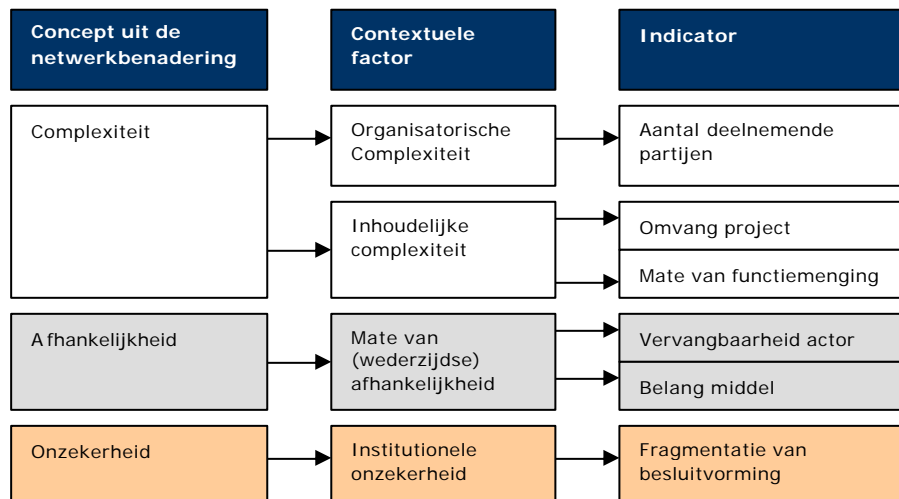 Concept uit de
netwerkbenadering
Contextuele
factor
Indicator
Complexiteit
Organisatorische
Complexiteit
Aantal deelnemende
partijen
Inhoudelijke
complexiteit
Omvang project
Mate van functiemenging
Afhankelijkheid
Mate van
(wederzijdse)
afhankelijkheid
Vervangbaarheid actor
Belang middel
Onzekerheid
Institutionele
onzekerheid
Fragmentatie van
besluitvorming